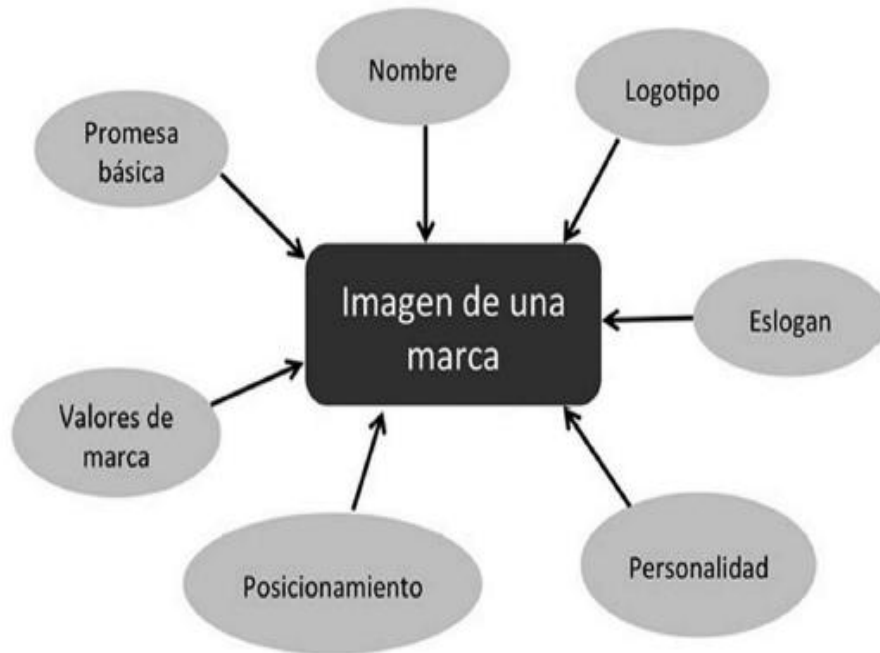 Nombre
Logotipo
Promesa
básica
Imagen de una
marca
Eslogan
Valores de
marca
Posicionamiento
Personalidad